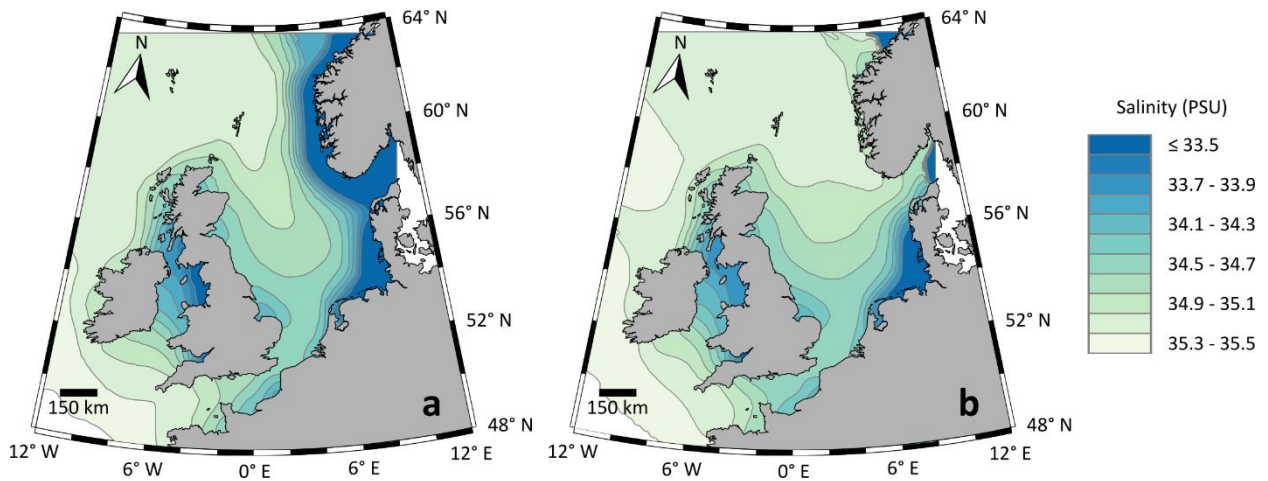 N
64° N
60° N
56° N
52° N
48° N
150 km
a
12° W
6° W
0° E
6° E
12° E
N
64° N
60° N
56° N
52° N
48° N
150 km
b
12° W
6° W
0° E
6° E
12° E
Salinity (PSU)
≤ 33.5
33.7 - 33.9
34.1 - 34.3
34.5 - 34.7
34.9 - 35.1
35.3 - 35.5